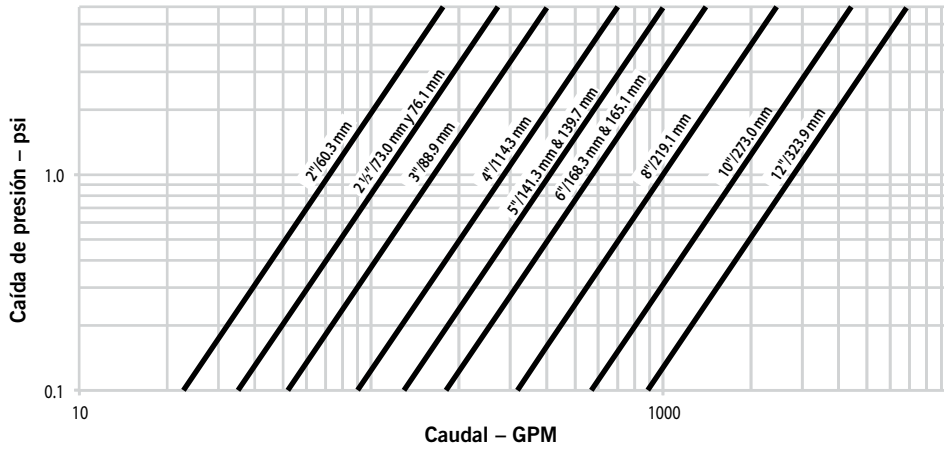 Caída de presión – psi
1.0
0.1
2"/60.3 mm
2½"/73.0 mm y 76.1 mm
3"/88.9 mm
4"/114.3 mm
5"/141.3 mm & 139.7 mm
6"/168.3 mm & 165.1 mm
8"/219.1 mm
10"/273.0 mm
12"/323.9 mm
10
1000
Caudal – GPM